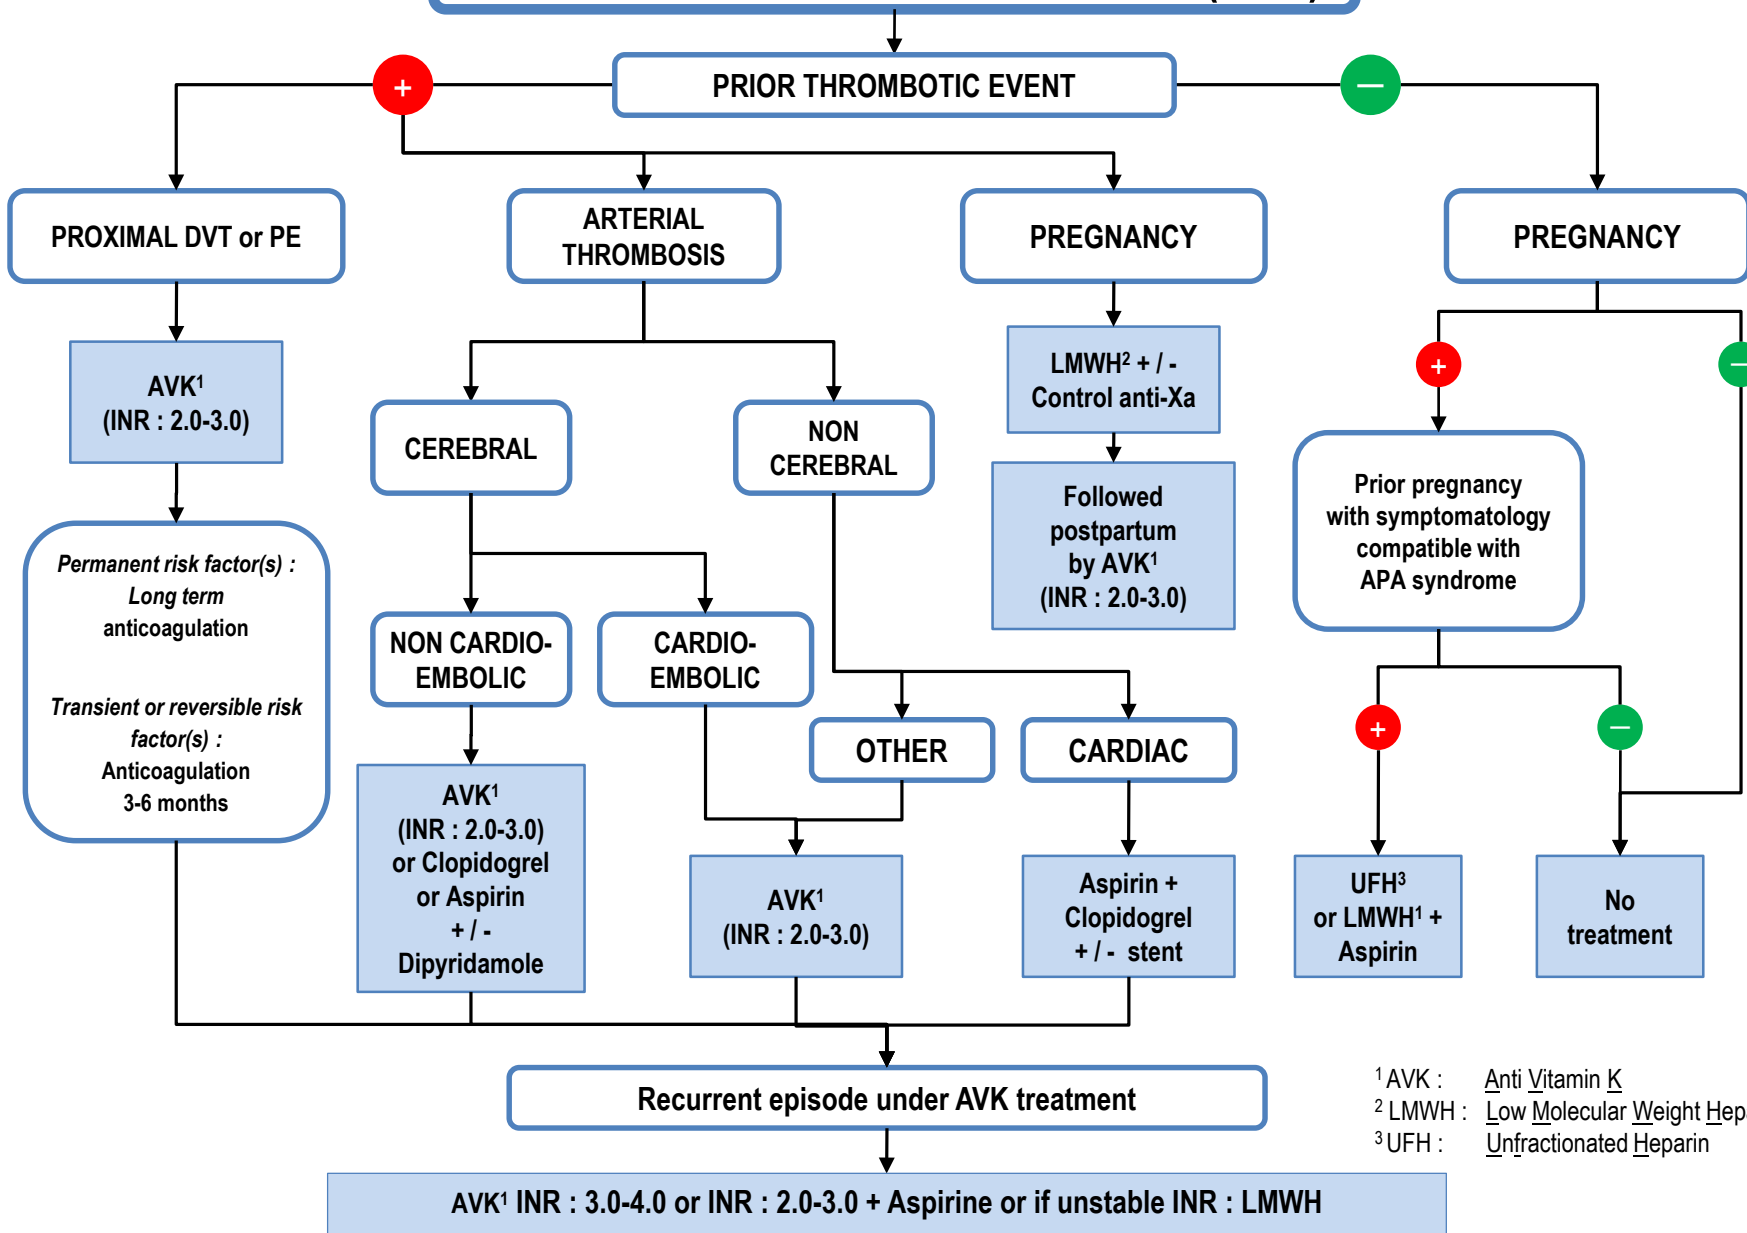 PRIOR THROMBOTIC EVENT
+
–
PROXIMAL DVT or PE
ARTERIAL
THROMBOSIS
PREGNANCY
PREGNANCY
AVK¹
(INR : 2.0-3.0)
LMWH² + / -
Control anti-Xa
+
–
CEREBRAL
NON
CEREBRAL
Followed
postpartum
by AVK¹
(INR : 2.0-3.0)
Prior pregnancy
with symptomatology
compatible with
APA syndrome
Permanent risk factor(s) :
Long term
anticoagulation
Transient or reversible risk
factor(s) :
Anticoagulation
3-6 months
NON CARDIO-
EMBOLIC
CARDIO-
EMBOLIC
OTHER
CARDIAC
+
–
AVK¹
(INR : 2.0-3.0)
or Clopidogrel
or Aspirin
+ / -
Dipyridamole
AVK¹
(INR : 2.0-3.0)
Aspirin +
Clopidogrel
+ / - stent
UFH³
or LMWH¹ +
Aspirin
No
treatment
Recurrent episode under AVK treatment
¹ AVK : Anti Vitamin K
² LMWH : Low Molecular Weight Hep
³ UFH : Unfractionated Heparin
AVK¹ INR : 3.0-4.0 or INR : 2.0-3.0 + Aspirine or if unstable INR : LMWH